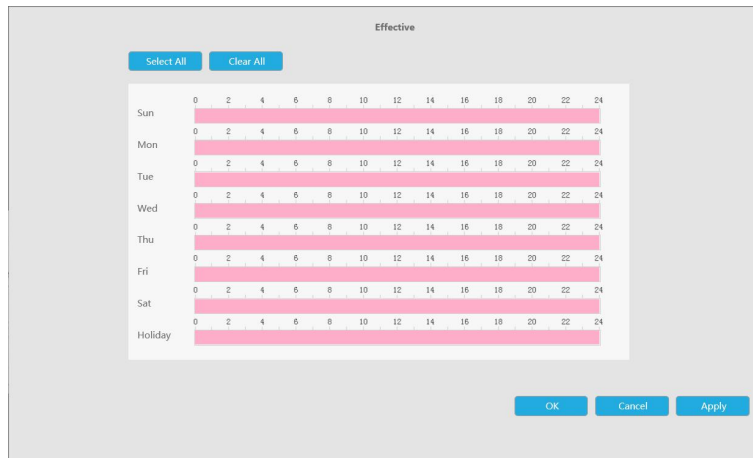 Effective
Select All Clear All
0 2 4 6 8 10 12 14 16 18 20 22 24
Sun
0 2 4 6 8 10 12 14 16 18 20 22 24
Mon
0 2 4 6 8 10 12 14 16 18 20 22 24
Tue
0 2 4 6 8 10 12 14 16 18 20 22 24
Wed
0 2 4 6 8 10 12 14 16 18 20 22 24
Thu
0 2 4 6 8 10 12 14 16 18 20 22 24
Fri
0 2 4 6 8 10 12 14 16 18 20 22 24
Sat
0 2 4 6 8 10 12 14 16 18 20 22 24
Holiday
OK Cancel Apply